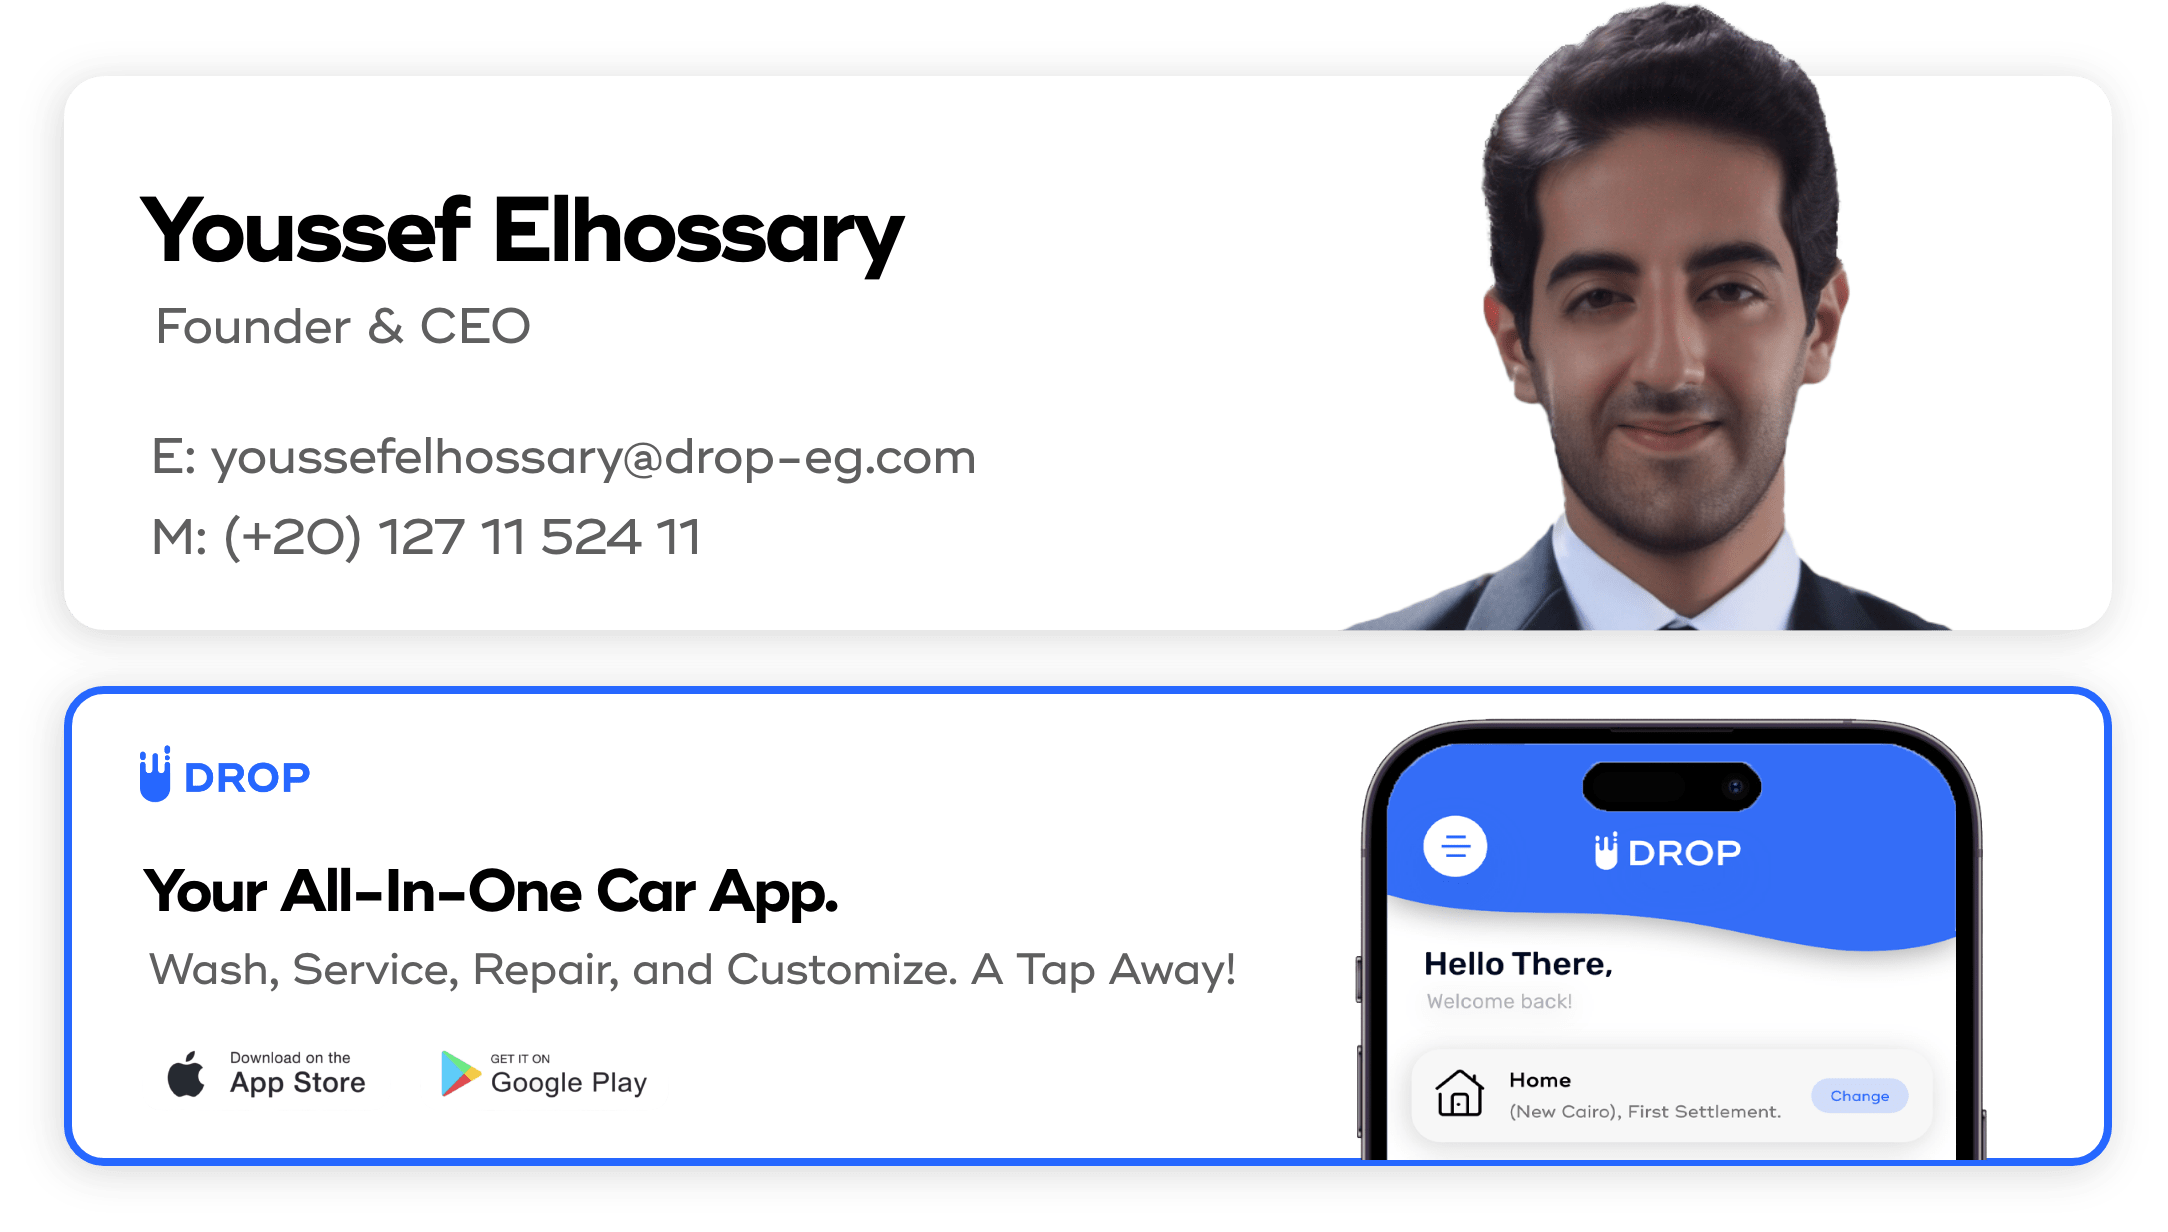 Youssef Elhossary
Founder & CEO
E: youssefelhossary@drop-eg.com
M: (+20) 127 11 524 11
DROP
Your All-In-One Car App.
Wash, Service, Repair, and Customize. A Tap Away!
Download on the
App Store
GET IT ON
Google Play
DROP
Hello There,
Welcome back!
Home
(New Cairo), First Settlement.
Change